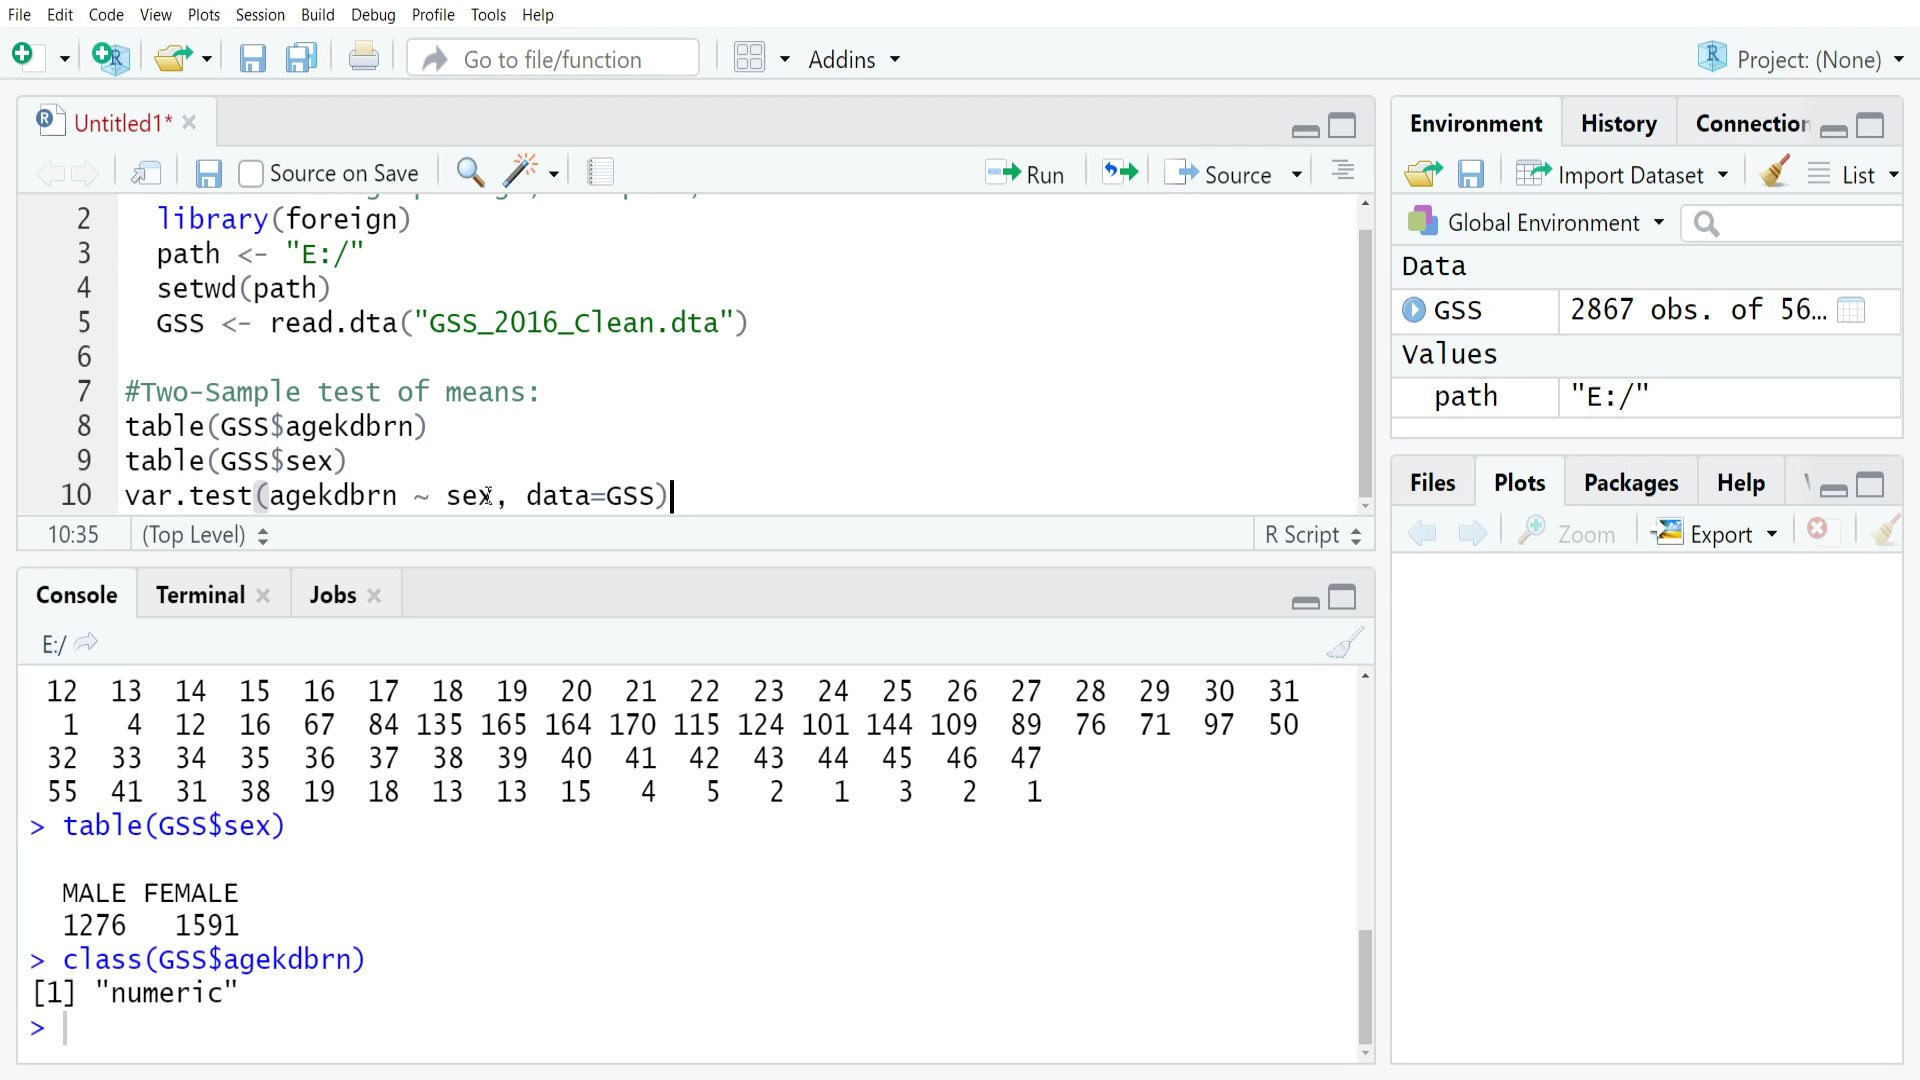 File Edit Code View Plots Session Build Debug Profile Tools Help
Go to file/function Addins Project: (None)
Untitled1*
Source on Save Run Source
2 library(foreign)
3 path <- "E:/"
4 setwd(path)
5 GSS <- read.dta("GSS_2016_Clean.dta")
6
7 #Two-Sample test of means:
8 table(GSS$agekdbrn)
9 table(GSS$sex)
10 var.test(agekdbrn ~ sex, data=GSS)
10:35 (Top Level) R Script
Console Terminal Jobs
E:/
12 13 14 15 16 17 18 19 20 21 22 23 24 25 26 27 28 29 30 31
1 4 12 16 67 84 135 165 164 170 115 124 101 144 109 89 76 71 97 50
32 33 34 35 36 37 38 39 40 41 42 43 44 45 46 47
55 41 31 38 19 18 13 13 15 4 5 2 1 3 2 1
> table(GSS$sex)
MALE FEMALE
1276 1591
> class(GSS$agekdbrn)
[1] "numeric"
>
Environment History Connection
Import Dataset List
Global Environment
Data
GSS 2867 obs. of 56…
Values
path "E:/"
Files Plots Packages Help
Zoom Export